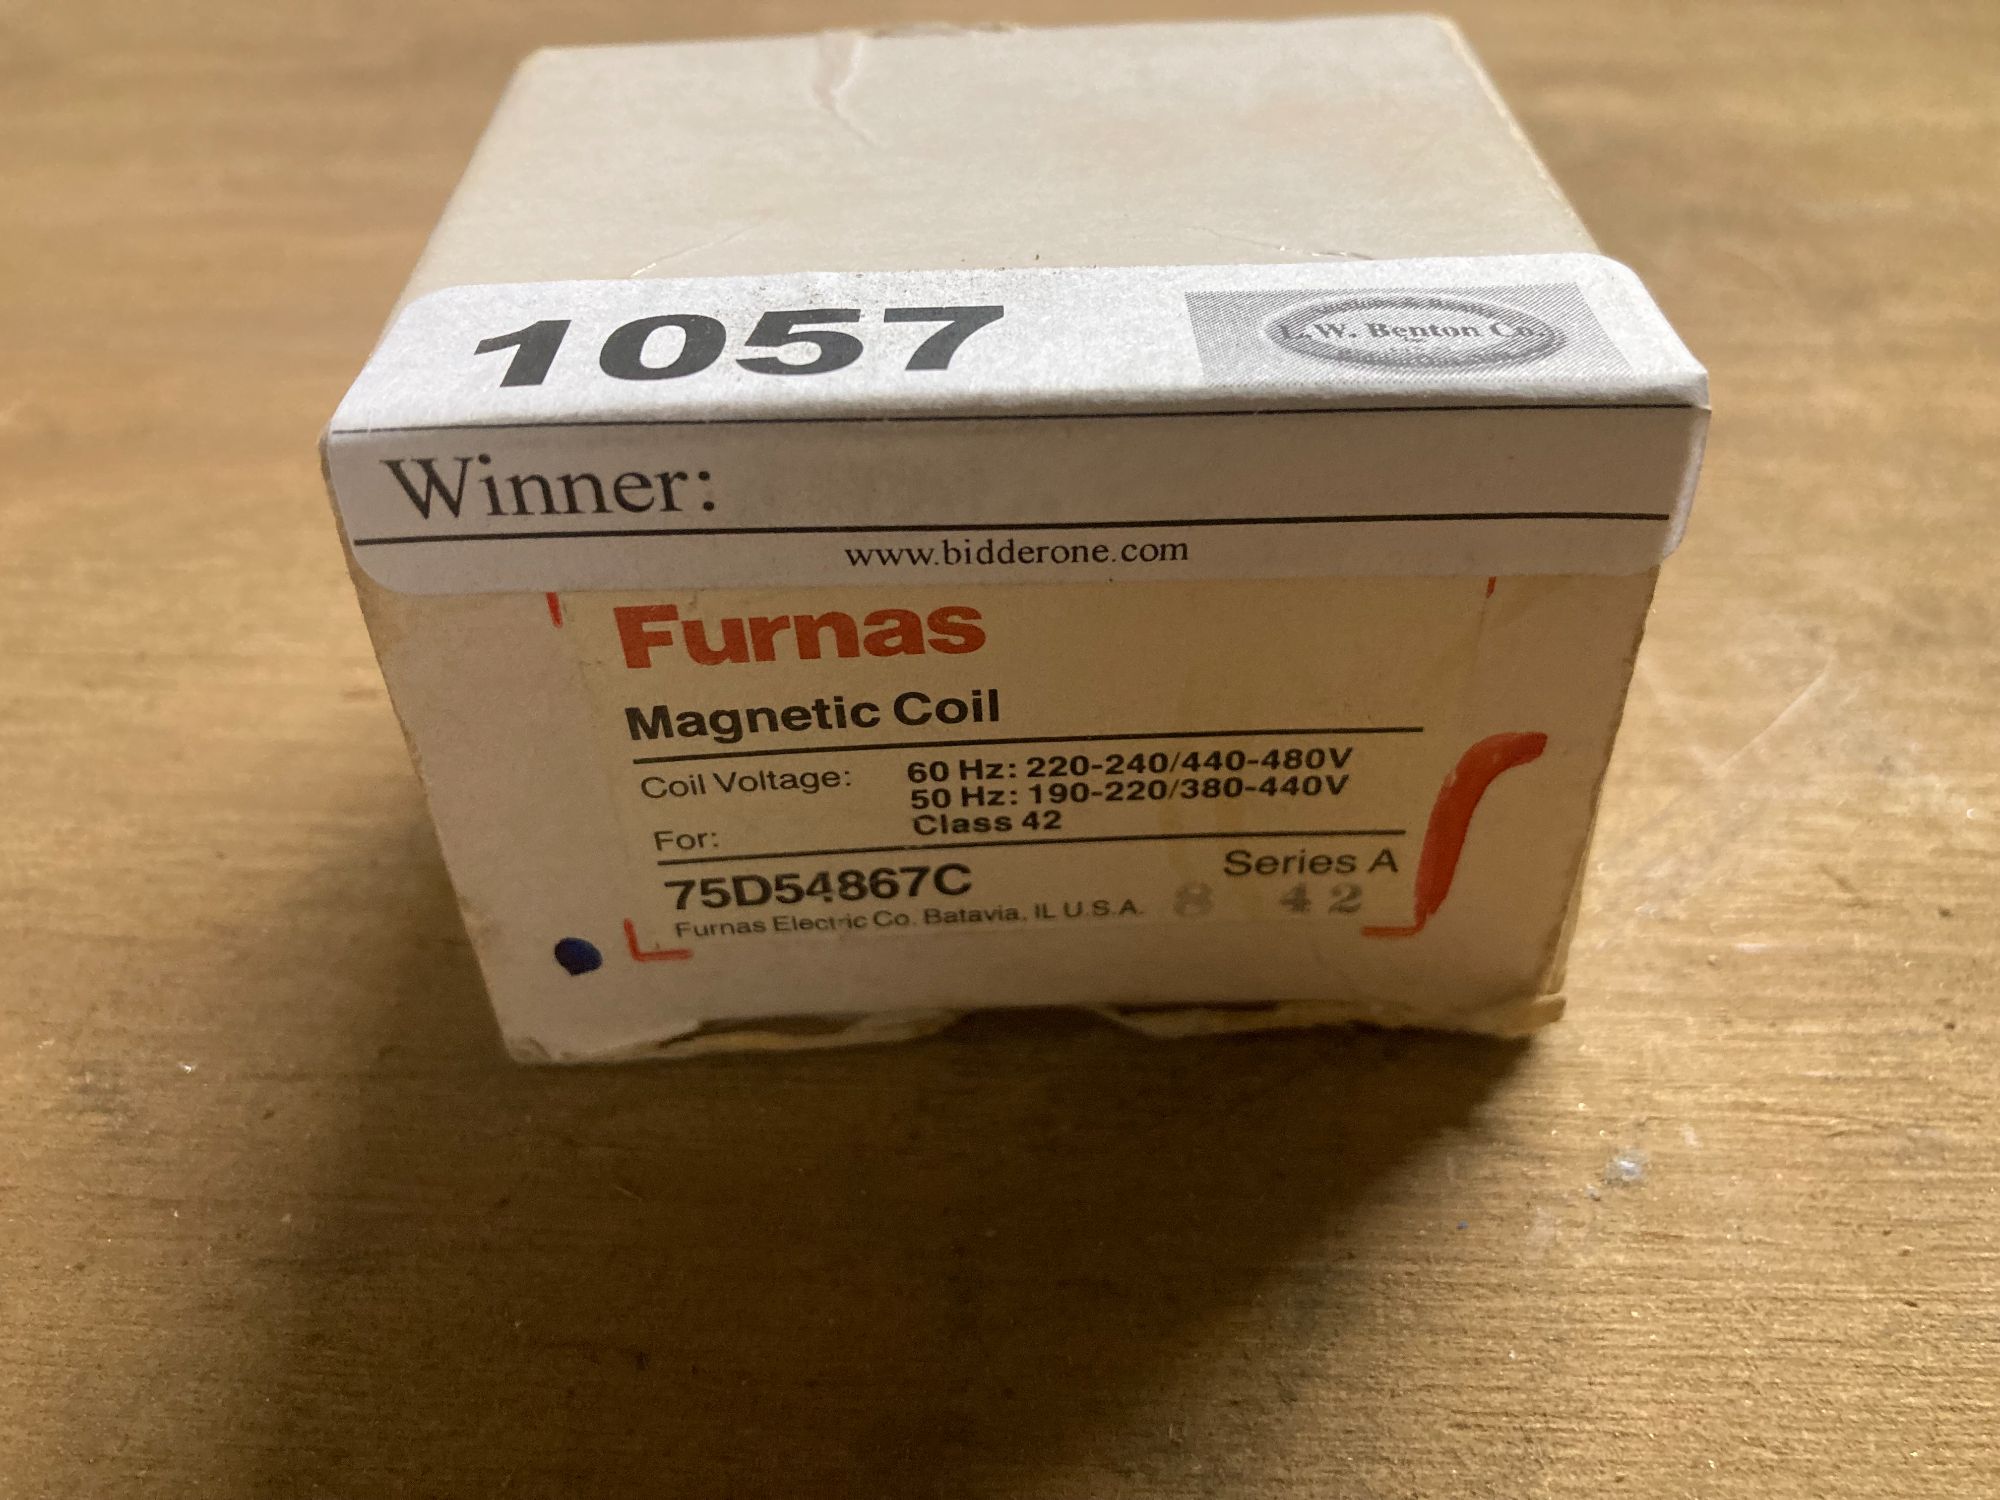 1057
L.W. Benton Co.
Winner:
www.bidderone.com
Furnas
Magnetic Coil
Coil Voltage: 60 Hz: 220-240/440-480V
50 Hz: 190-220/380-440V
For: Class 42
75D54867C Series A
Furnas Electric Co. Batavia, IL U.S.A. 8 42